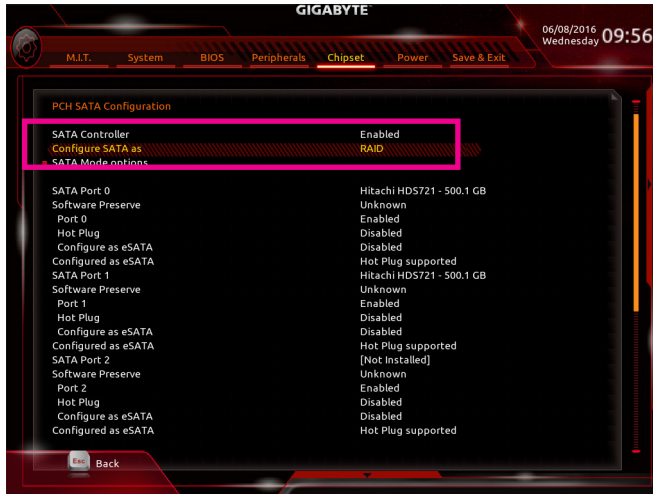 GIGABYTE
06/08/2016 Wednesday 09:56
M.I.T. System BIOS Peripherals Chipset Power Save & Exit
PCH SATA Configuration
SATA Controller Enabled
Configure SATA as RAID
SATA Mode options
SATA Port 0 Hitachi HDS721 - 500.1 GB
Software Preserve Unknown
Port 0 Enabled
Hot Plug Disabled
Configure as eSATA Disabled
Configured as eSATA Hot Plug supported
SATA Port 1 Hitachi HDS721 - 500.1 GB
Software Preserve Unknown
Port 1 Enabled
Hot Plug Disabled
Configure as eSATA Disabled
Configured as eSATA Hot Plug supported
SATA Port 2 [Not Installed]
Software Preserve Unknown
Port 2 Enabled
Hot Plug Disabled
Configure as eSATA Disabled
Configured as eSATA Hot Plug supported
Esc Back